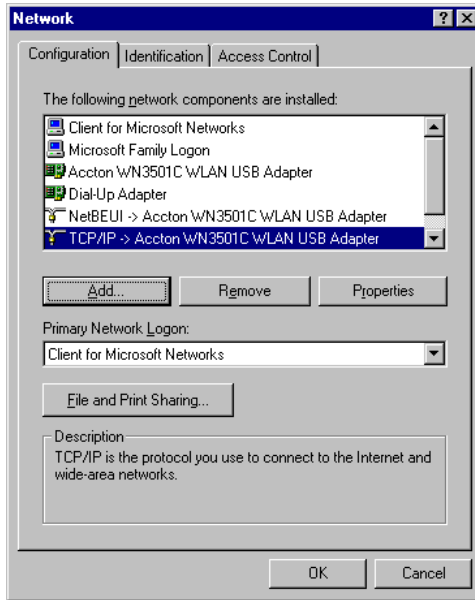 Network
Configuration Identification Access Control
The following network components are installed:
Client for Microsoft Networks
Microsoft Family Logon
Accton WN3501C WLAN USB Adapter
Dial-Up Adapter
NetBEUI -> Accton WN3501C WLAN USB Adapter
TCP/IP -> Accton WN3501C WLAN USB Adapter
Add... Remove Properties
Primary Network Logon:
Client for Microsoft Networks
File and Print Sharing...
Description
TCP/IP is the protocol you use to connect to the Internet and
wide-area networks.
OK Cancel